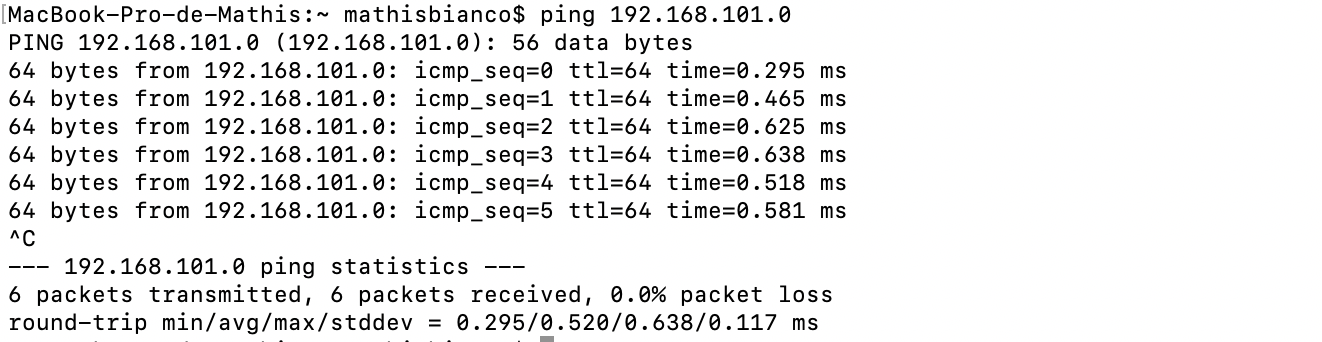 [MacBook-Pro-de-Mathis:~ mathisbianco$ ping 192.168.101.0
PING 192.168.101.0 (192.168.101.0): 56 data bytes
64 bytes from 192.168.101.0: icmp_seq=0 ttl=64 time=0.295 ms
64 bytes from 192.168.101.0: icmp_seq=1 ttl=64 time=0.465 ms
64 bytes from 192.168.101.0: icmp_seq=2 ttl=64 time=0.625 ms
64 bytes from 192.168.101.0: icmp_seq=3 ttl=64 time=0.638 ms
64 bytes from 192.168.101.0: icmp_seq=4 ttl=64 time=0.518 ms
64 bytes from 192.168.101.0: icmp_seq=5 ttl=64 time=0.581 ms
^C
--- 192.168.101.0 ping statistics ---
6 packets transmitted, 6 packets received, 0.0% packet loss
round-trip min/avg/max/stddev = 0.295/0.520/0.638/0.117 ms